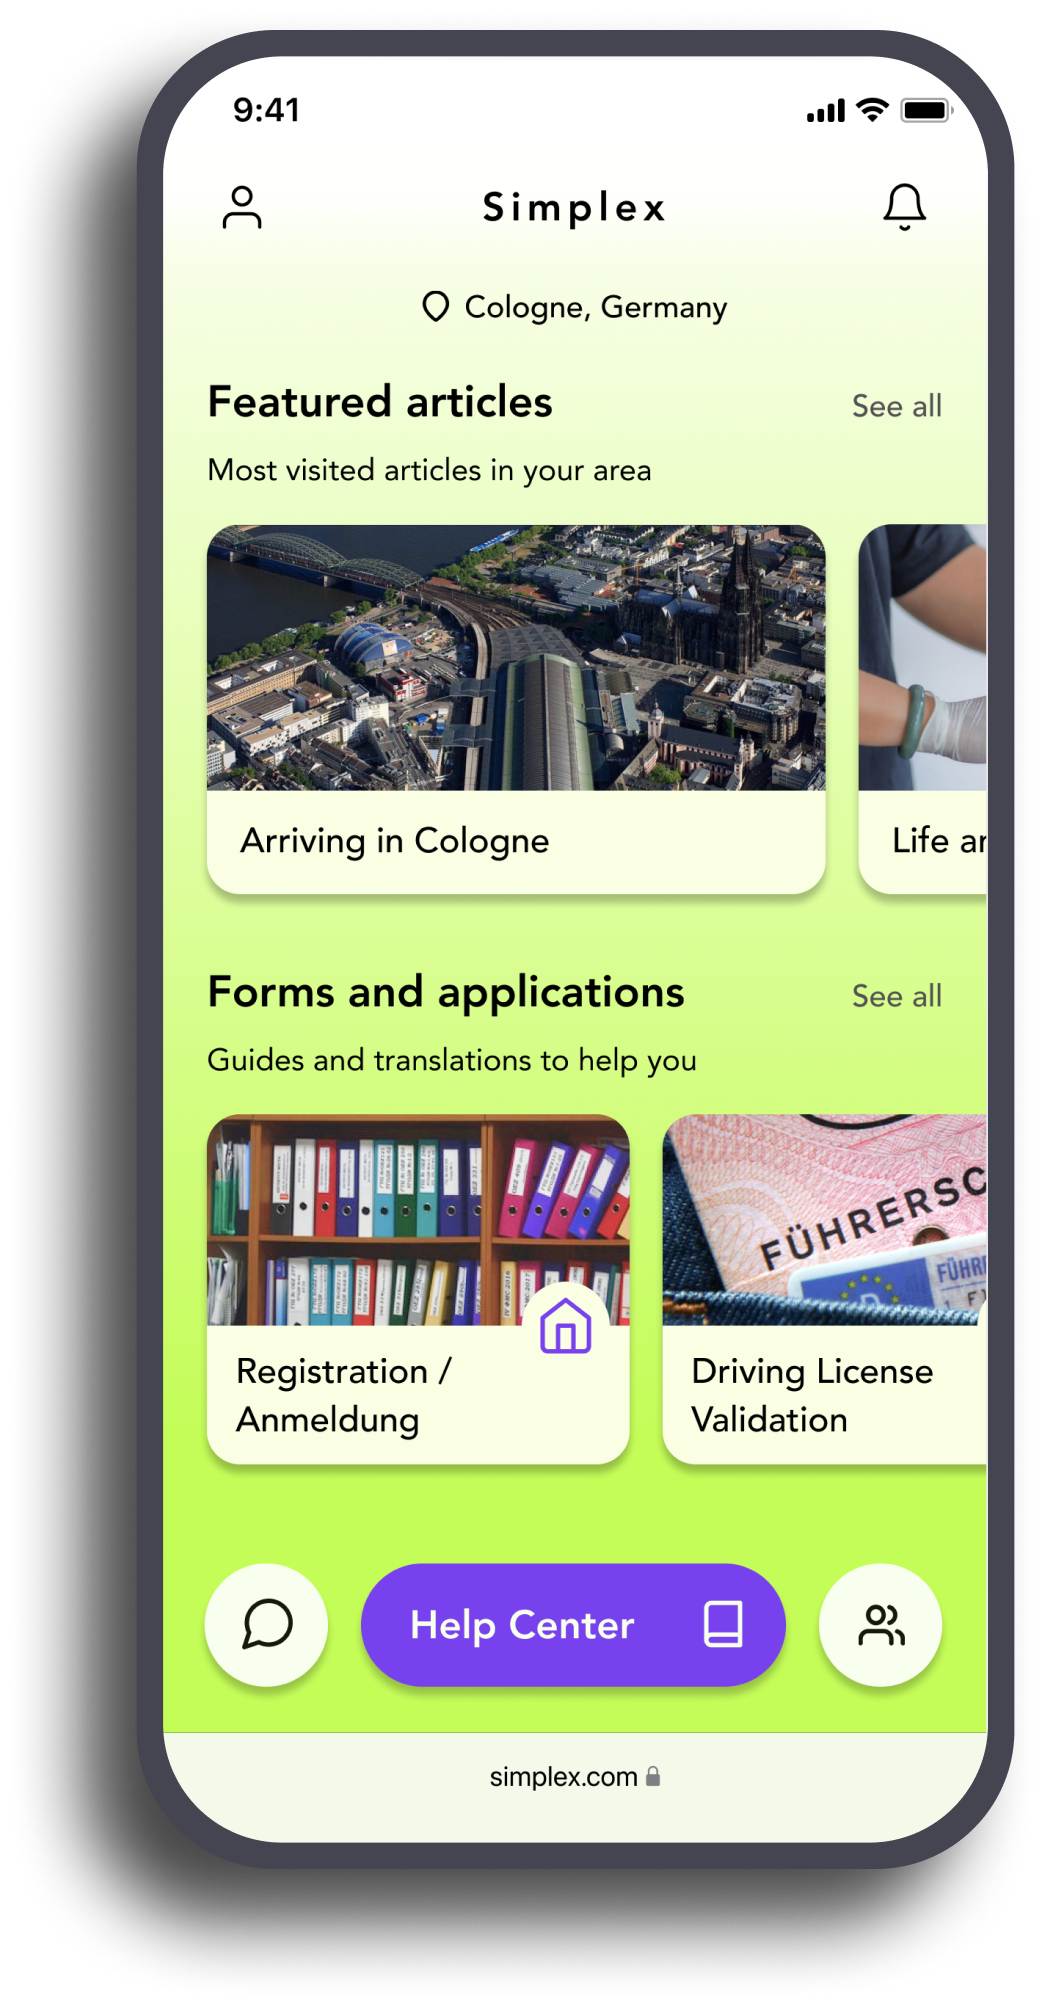 9:41
Simplex
Cologne, Germany
Featured articles
See all
Most visited articles in your area
Arriving in Cologne
Life
Forms and applications
See all
Guides and translations to help you
FÜHRERSC
FÜHR
D
Registration /
Anmeldung
Driving License
Validation
Help Center
simplex.com